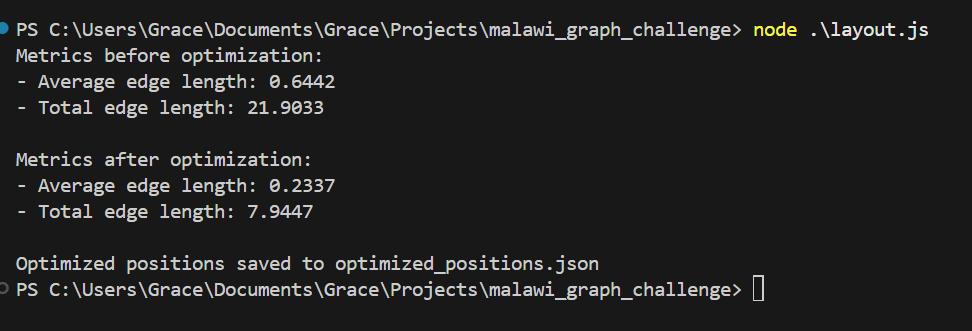 PS C:\Users\Grace\Documents\Grace\Projects\malawi_graph_challenge> node .\layout.js
Metrics before optimization:
- Average edge length: 0.6442
- Total edge length: 21.9033
Metrics after optimization:
- Average edge length: 0.2337
- Total edge length: 7.9447
Optimized positions saved to optimized_positions.json
PS C:\Users\Grace\Documents\Grace\Projects\malawi_graph_challenge>